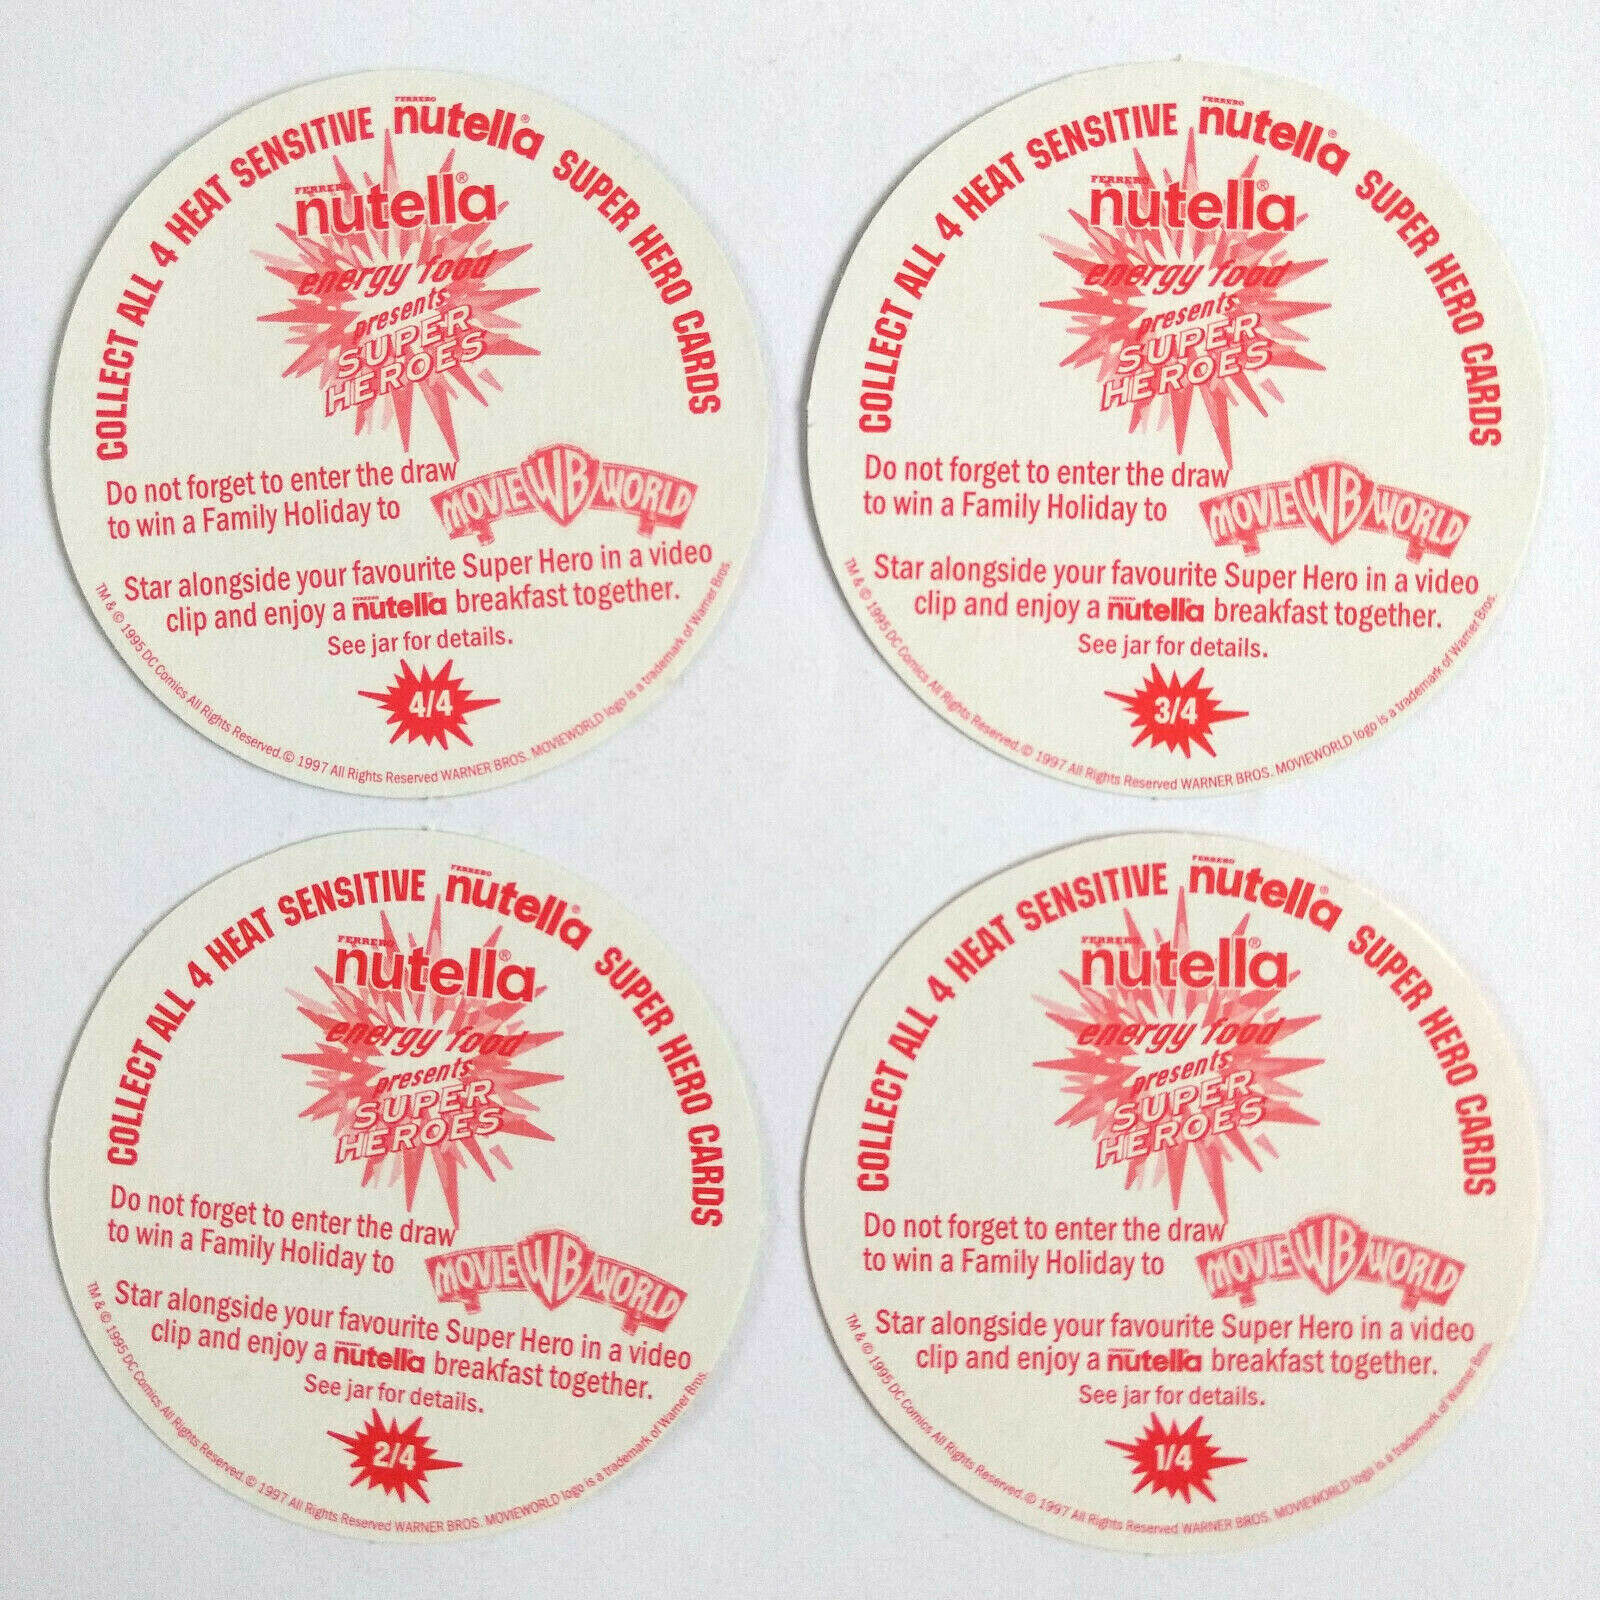 COLLECT ALL 4 HEAT SENSITIVE FERRERO nutella® SUPER HERO CARDS
FERRERO
nutella®
energy food
presents
SUPER
HEROES
Do not forget to enter the draw
to win a Family Holiday to
MOVIE WB WORLD
Star alongside your favourite Super Hero in a video
clip and enjoy a nutella breakfast together.
See jar for details.
4/4
TM & © 1995 DC Comics All Rights Reserved. © 1997 All Rights Reserved WARNER BROS. MOVIEWORLD logo is a trademark of Warner Bros.
COLLECT ALL 4 HEAT SENSITIVE FERRERO nutella® SUPER HERO CARDS
FERRERO
nutella®
energy food
presents
SUPER
HEROES
Do not forget to enter the draw
to win a Family Holiday to
MOVIE WB WORLD
Star alongside your favourite Super Hero in a video
clip and enjoy a nutella breakfast together.
See jar for details.
3/4
TM & © 1995 DC Comics All Rights Reserved. © 1997 All Rights Reserved WARNER BROS. MOVIEWORLD logo is a trademark of Warner Bros.
COLLECT ALL 4 HEAT SENSITIVE FERRERO nutella® SUPER HERO CARDS
FERRERO
nutella®
energy food
presents
SUPER
HEROES
Do not forget to enter the draw
to win a Family Holiday to
MOVIE WB WORLD
Star alongside your favourite Super Hero in a video
clip and enjoy a nutella breakfast together.
See jar for details.
2/4
TM & © 1995 DC Comics All Rights Reserved. © 1997 All Rights Reserved WARNER BROS. MOVIEWORLD logo is a trademark of Warner Bros.
COLLECT ALL 4 HEAT SENSITIVE FERRERO nutella® SUPER HERO CARDS
FERRERO
nutella®
energy food
presents
SUPER
HEROES
Do not forget to enter the draw
to win a Family Holiday to
MOVIE WB WORLD
Star alongside your favourite Super Hero in a video
clip and enjoy a nutella breakfast together.
See jar for details.
1/4
TM & © 1995 DC Comics All Rights Reserved. © 1997 All Rights Reserved WARNER BROS. MOVIEWORLD logo is a trademark of Warner Bros.